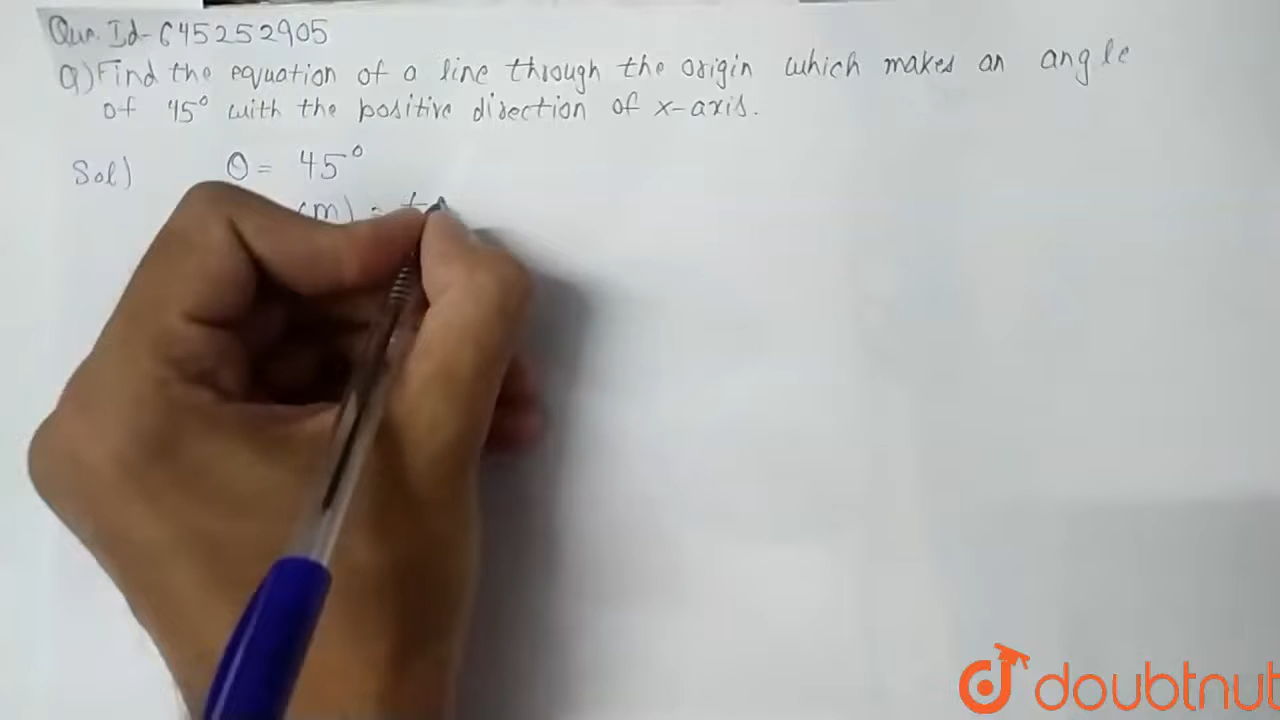 Que. Id- 645252905
Q) Find the equation of a line through the origin which makes an angle
of 45° with the positive direction of x-axis.
Sol) θ = 45°
(m) =
doubtnut